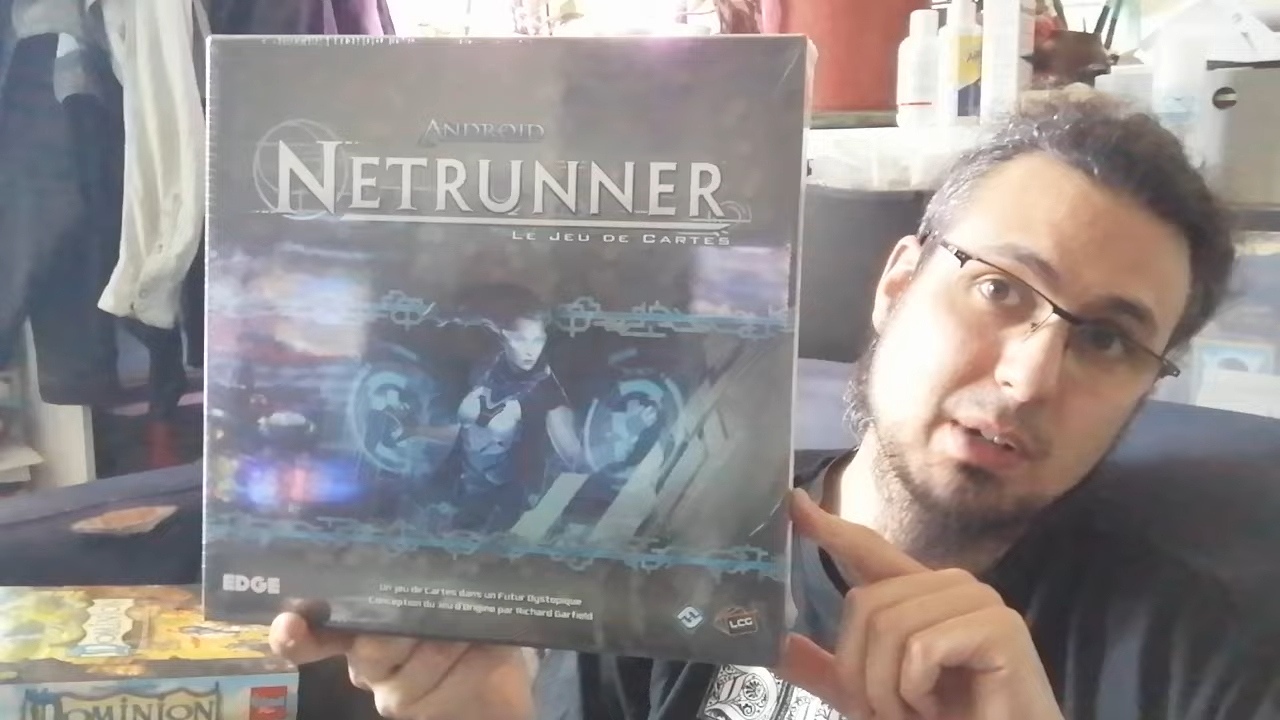 ANDROID
NETRUNNER
LE JEU DE CARTES
EDGE
Un jeu de Cartes dans un Futur Dystopique
Conception du jeu d'Origine par Richard Garfield
LCG
DOMINION
DOMINION